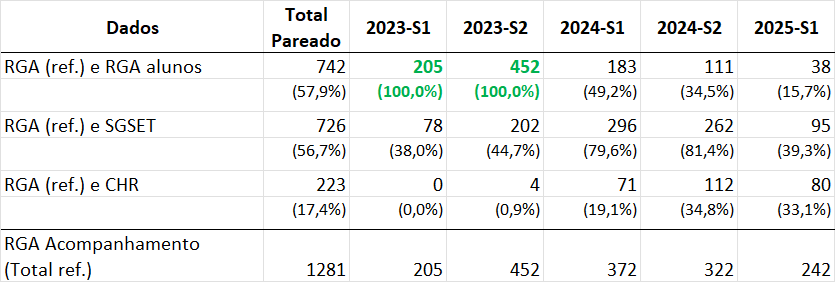 Dados Total Pareado 2023-S1 2023-S2 2024-S1 2024-S2 2025-S1
RGA (ref.) e RGA alunos 742 205 452 183 111 38
(57,9%) (100,0%) (100,0%) (49,2%) (34,5%) (15,7%)
RGA (ref.) e SGSET 726 78 202 296 262 95
(56,7%) (38,0%) (44,7%) (79,6%) (81,4%) (39,3%)
RGA (ref.) e CHR 223 0 4 71 112 80
(17,4%) (0,0%) (0,9%) (19,1%) (34,8%) (33,1%)
RGA Acompanhamento
(Total ref.) 1281 205 452 372 322 242